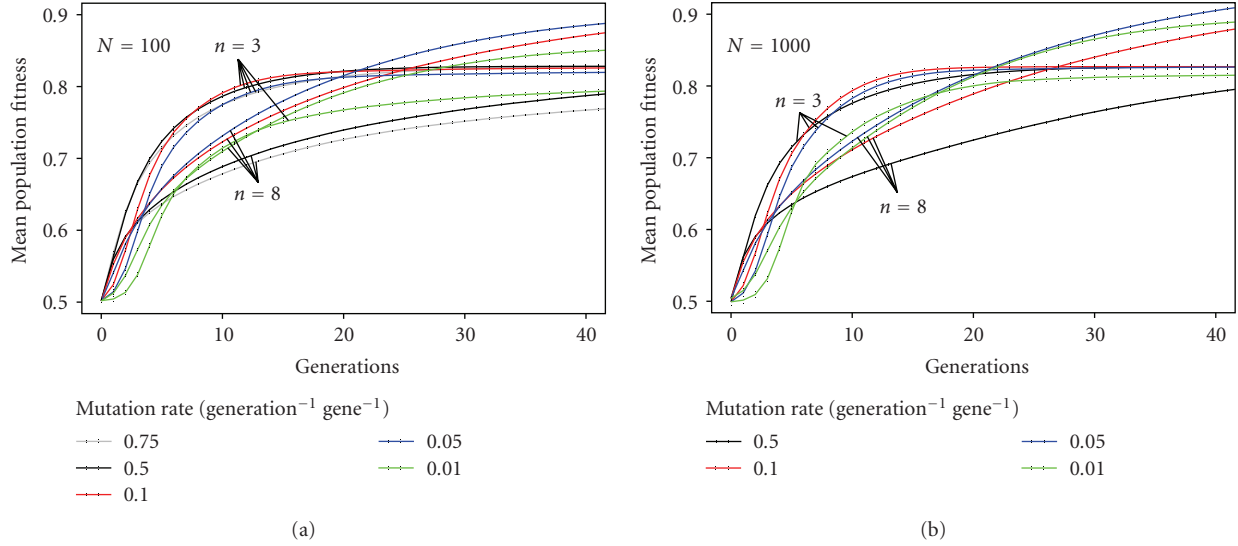 Mean population fitness
0.9
0.8
0.7
0.6
0.5
N = 100
n = 3
n = 8
0 10 20 30 40
Generations
Mutation rate (generation⁻¹ gene⁻¹)
0.75
0.5
0.1
0.05
0.01
(a)
Mean population fitness
0.9
0.8
0.7
0.6
0.5
N = 1000
n = 3
n = 8
0 10 20 30 40
Generations
Mutation rate (generation⁻¹ gene⁻¹)
0.5
0.1
0.05
0.01
(b)